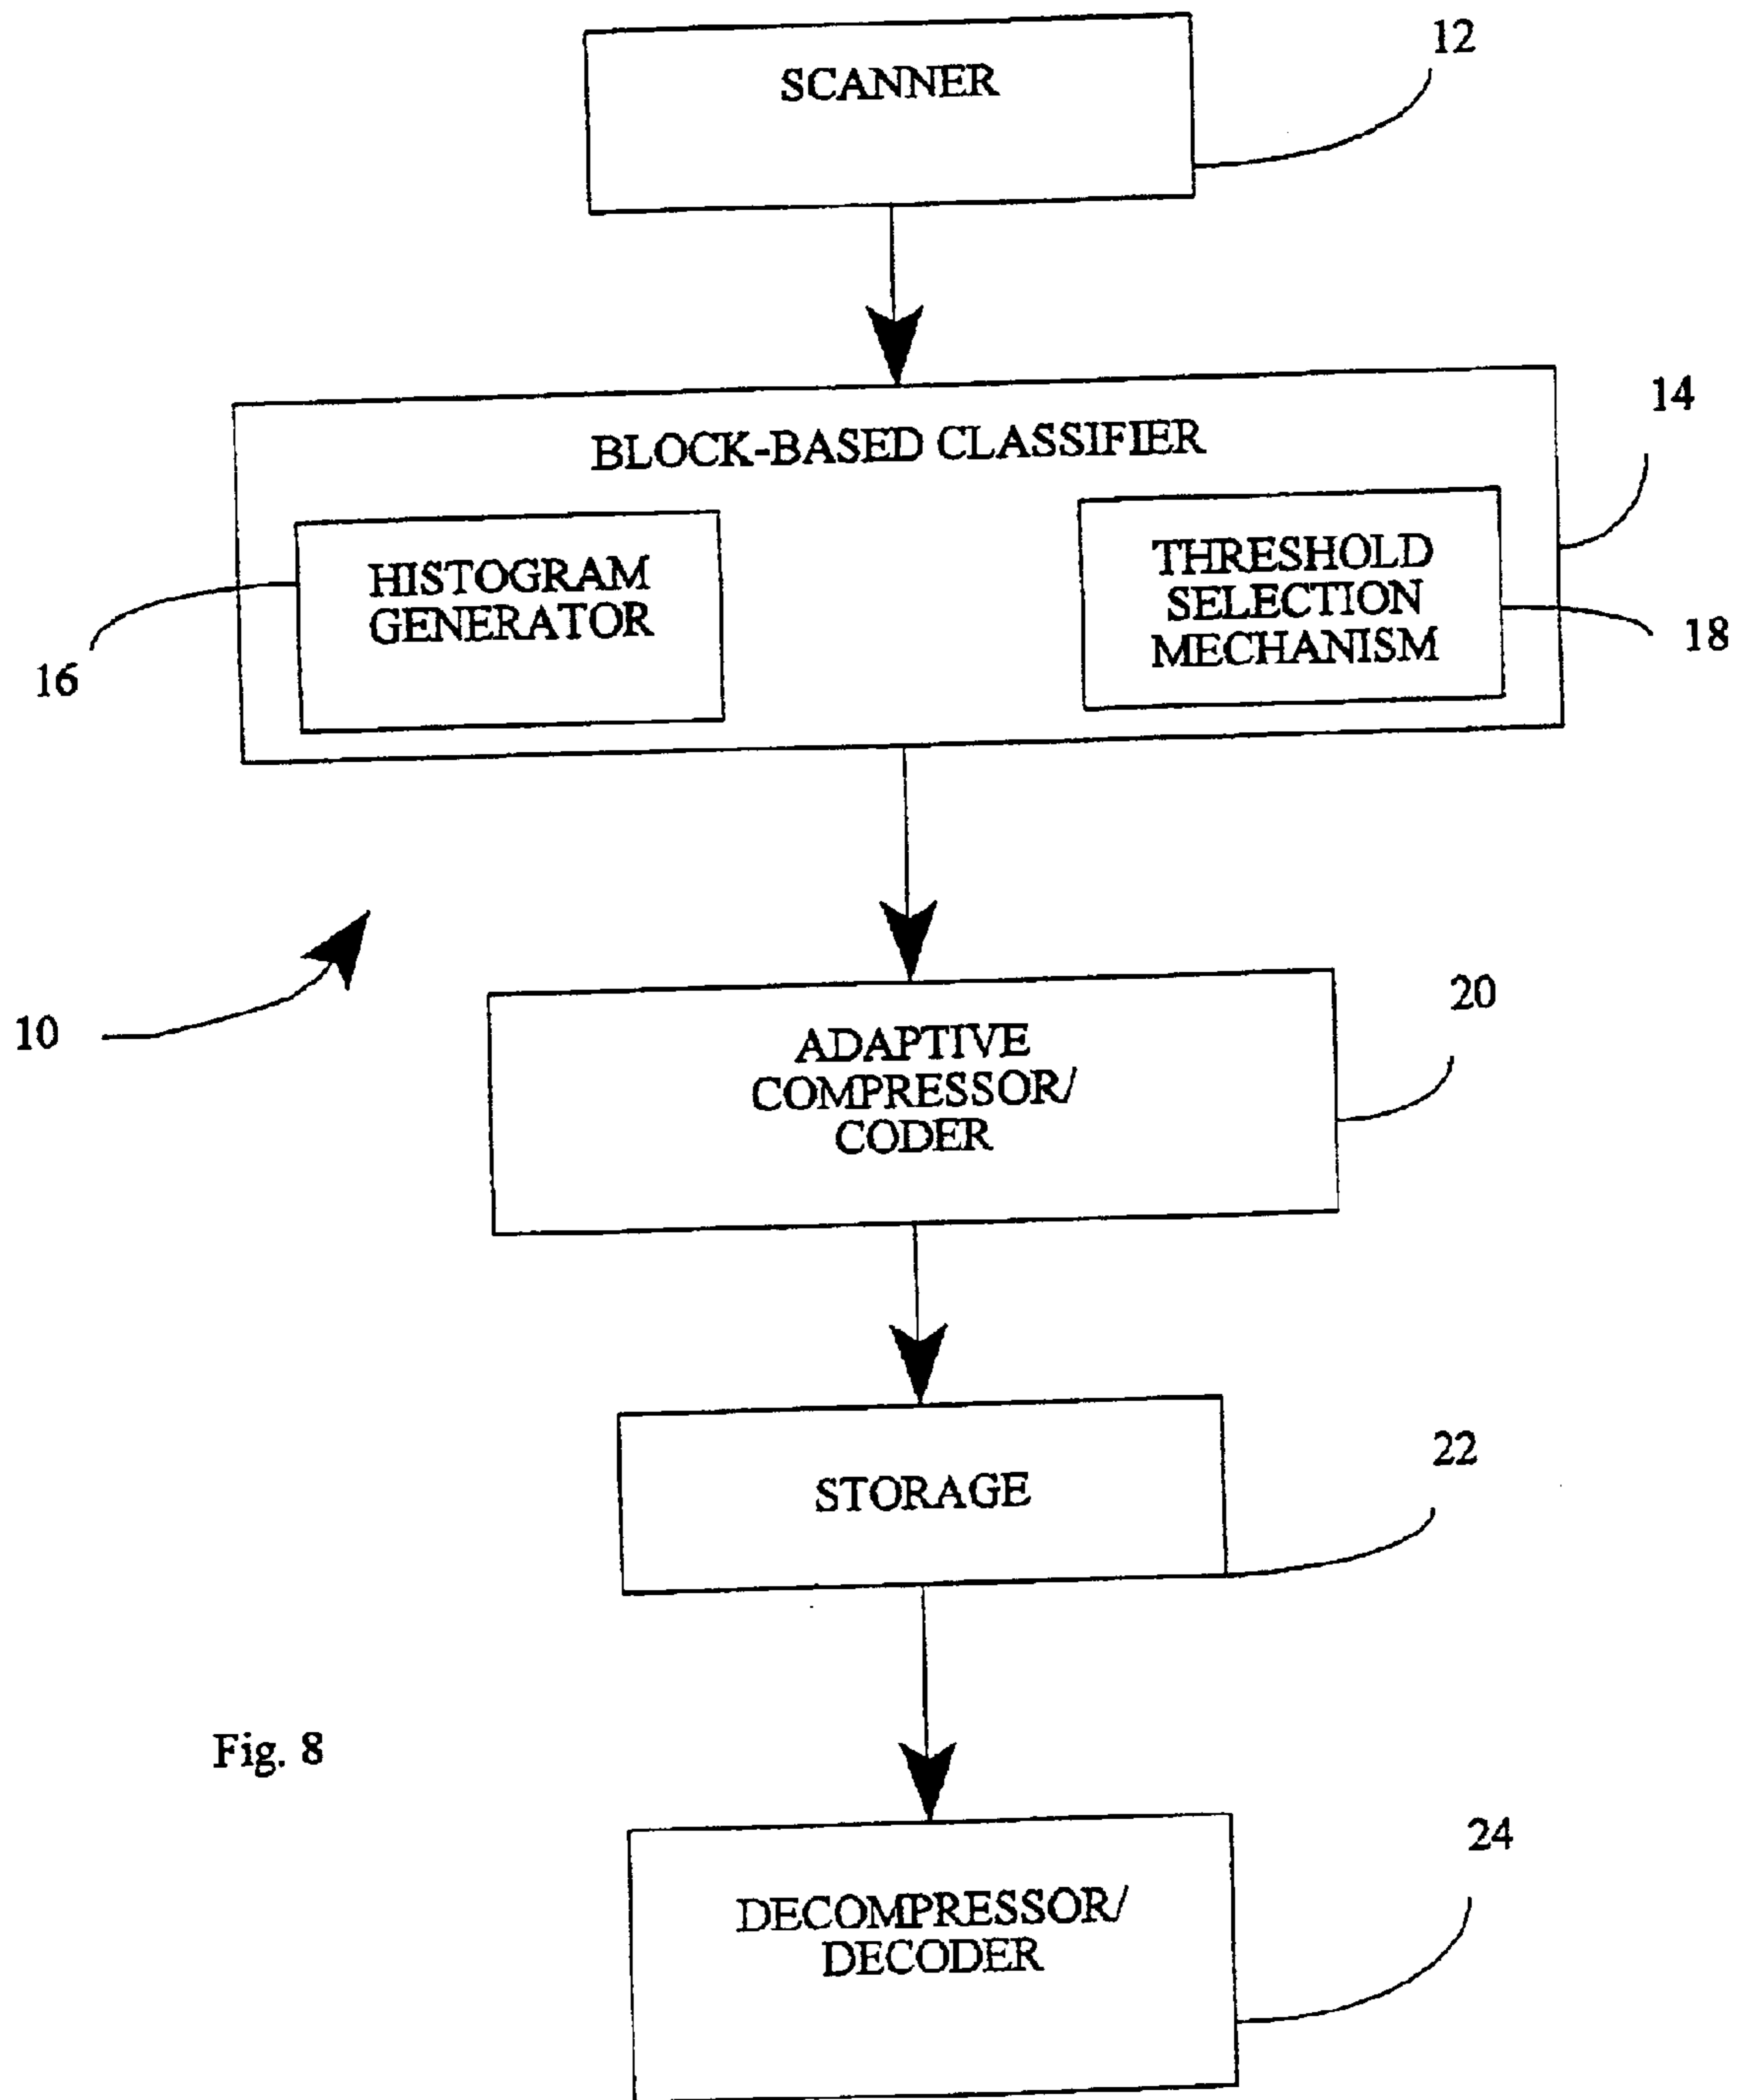 12
SCANNER
14
BLOCK-BASED CLASSIFIER
HISTOGRAM
GENERATOR
THRESHOLD
SELECTION
MECHANISM
16
18
10
20
ADAPTIVE
COMPRESSOR/
CODER
22
STORAGE
Fig. 8
24
DECOMPRESSOR/
DECODER